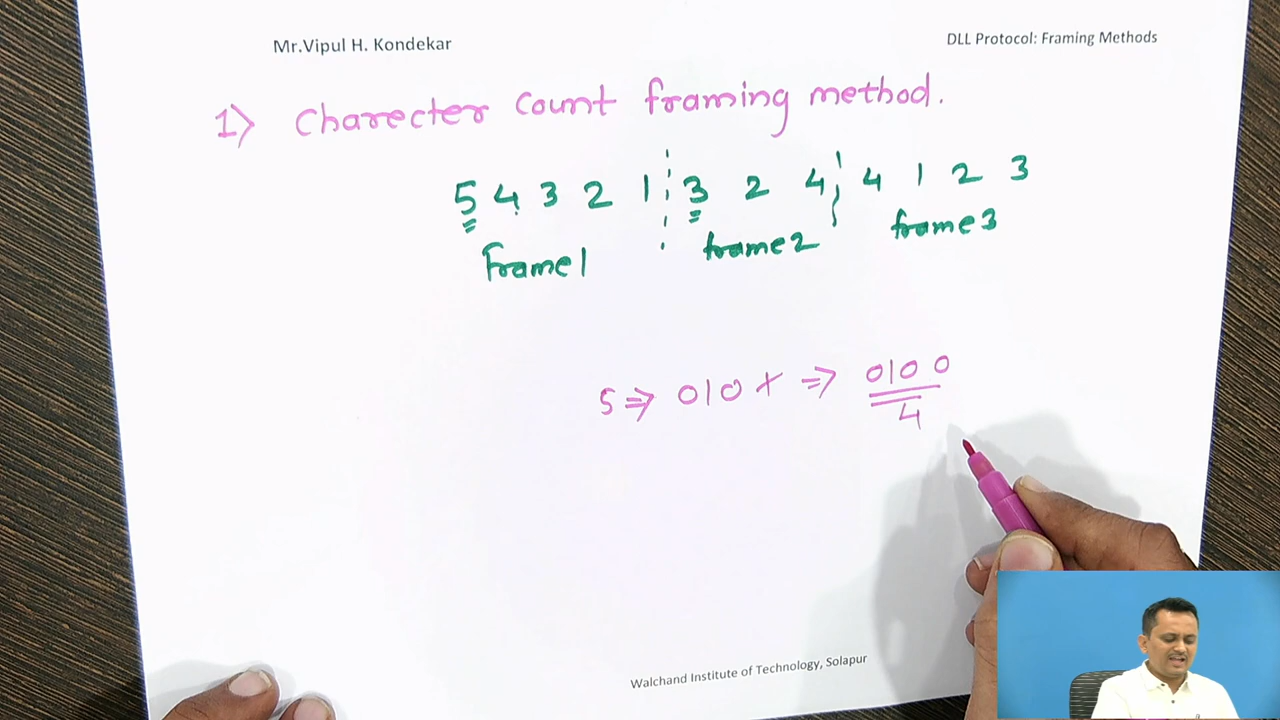 Mr.Vipul H. Kondekar
DLL Protocol: Framing Methods
1) Charecter Count framing method.
5 4 3 2 1 3 2 4 4 1 2 3
frame1 frame2 frame3
5 ⇒ 010 x ⇒ 0100
4
Walchand Institute of Technology, Solapur